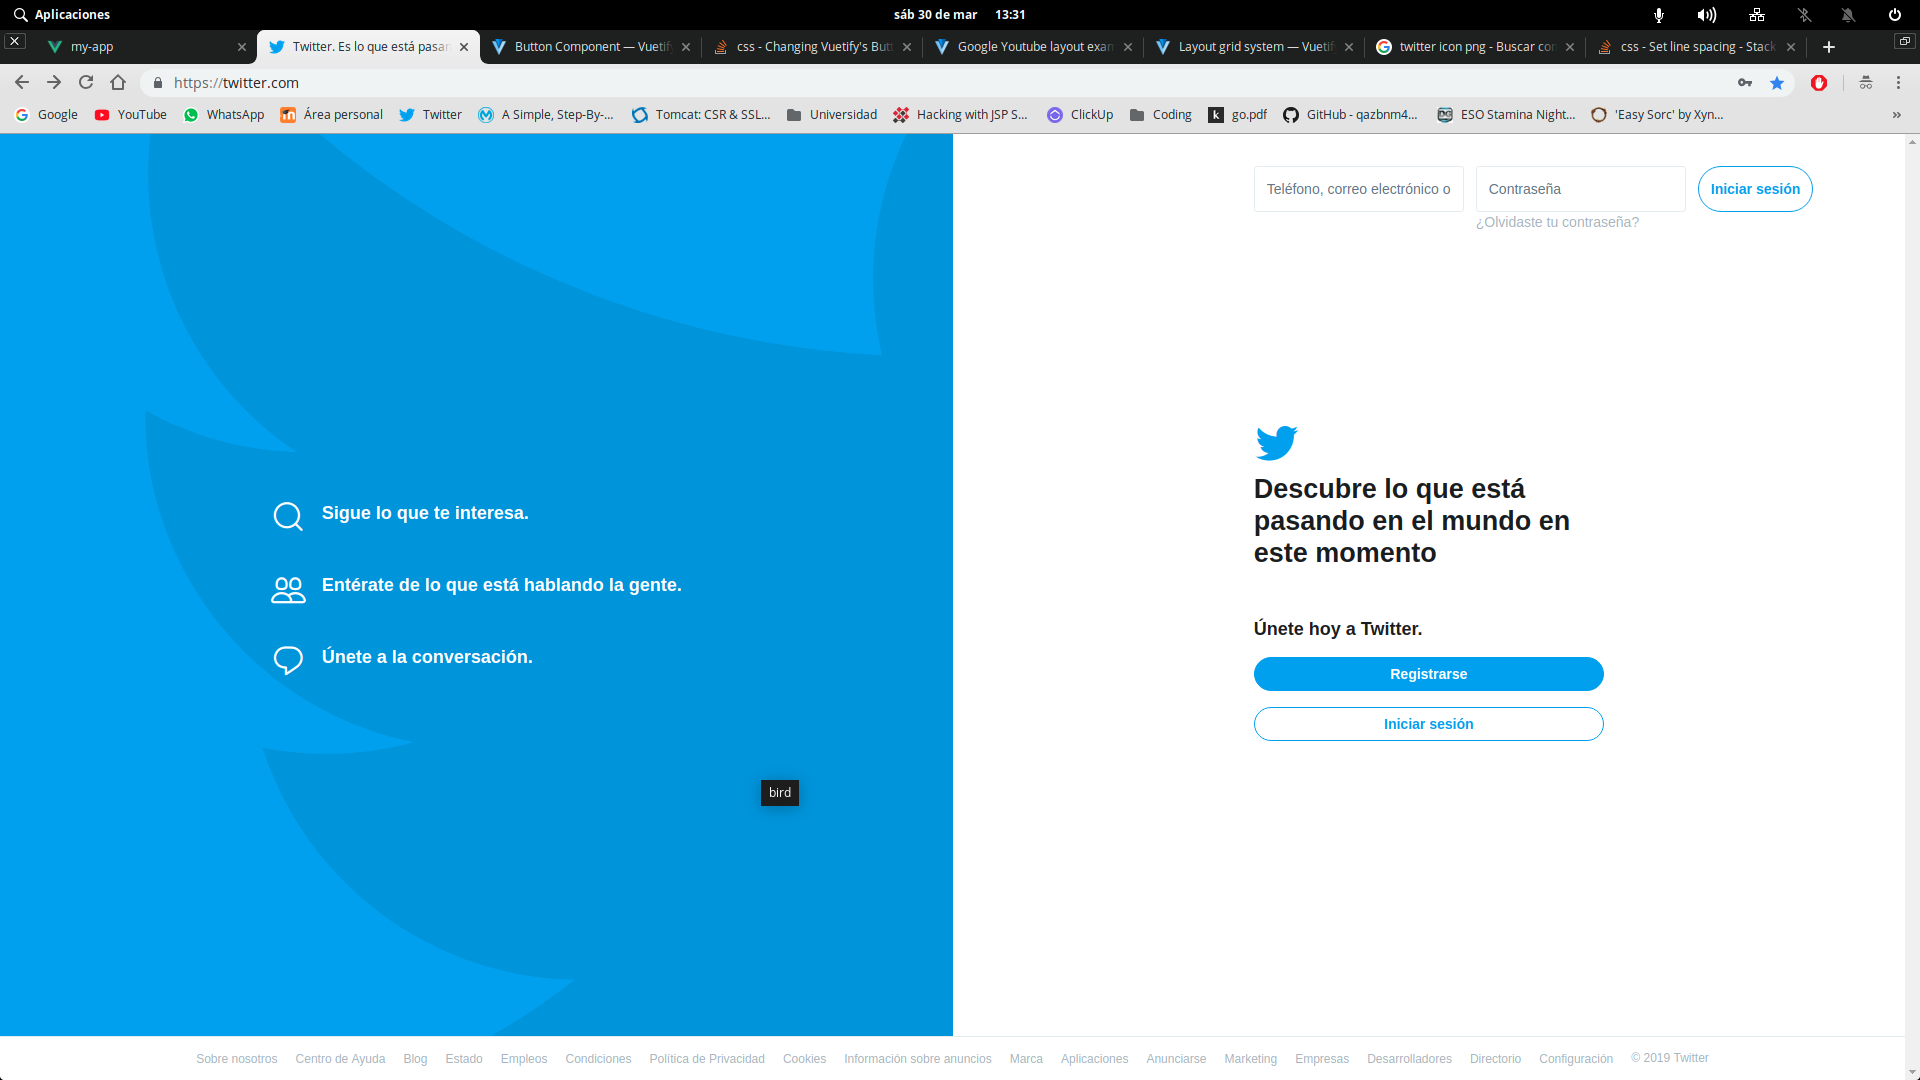 Aplicaciones
sáb 30 de mar 13:31
my-app
Twitter. Es lo que está pasan
Button Component — Vuetify
css - Changing Vuetify's Butt
Google Youtube layout exam
Layout grid system — Vuetify
twitter icon png - Buscar con
css - Set line spacing - Stack
https://twitter.com
Google
YouTube
WhatsApp
Área personal
Twitter
A Simple, Step-By-...
Tomcat: CSR & SSL...
Universidad
Hacking with JSP S...
ClickUp
Coding
go.pdf
GitHub - qazbnm4...
ESO Stamina Night...
'Easy Sorc' by Xyn...
»
Teléfono, correo electrónico o
Contraseña
Iniciar sesión
¿Olvidaste tu contraseña?
Sigue lo que te interesa.
Entérate de lo que está hablando la gente.
Únete a la conversación.
bird
Descubre lo que está
pasando en el mundo en
este momento
Únete hoy a Twitter.
Registrarse
Iniciar sesión
Sobre nosotros Centro de Ayuda Blog Estado Empleos Condiciones Política de Privacidad Cookies Información sobre anuncios Marca Aplicaciones Anunciarse Marketing Empresas Desarrolladores Directorio Configuración © 2019 Twitter